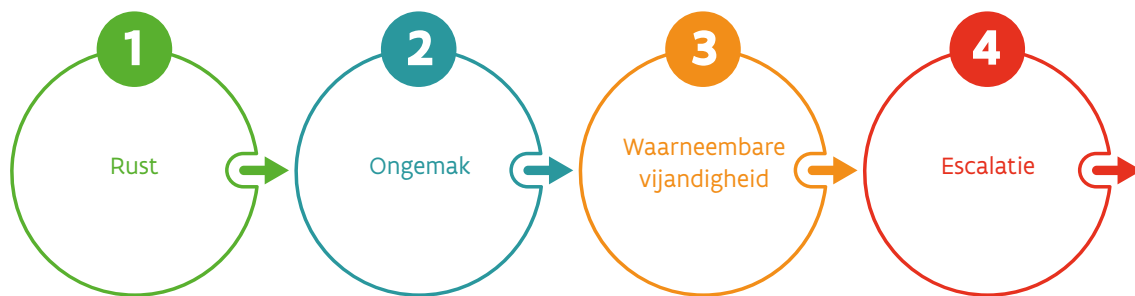 1
2
3
4
Rust
Ongemak
Waarneembare
vijandigheid
Escalatie